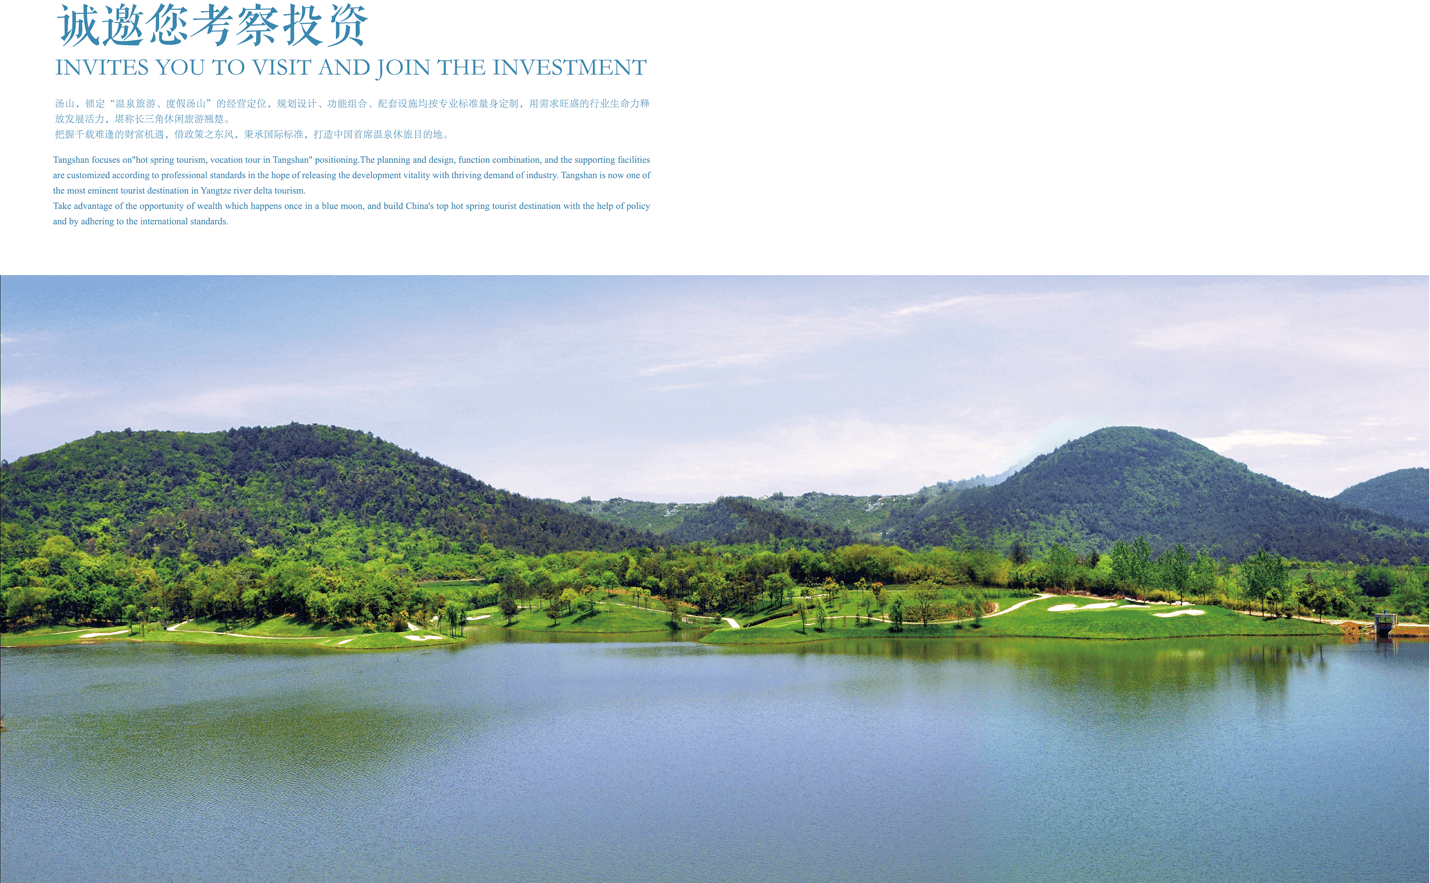 诚邀您考察投资
INVITES YOU TO VISIT AND JOIN THE INVESTMENT
汤山，锁定“温泉旅游、度假汤山”的经营定位，规划设计、功能组合、配套设施均按专业标准量身定制，用需求旺盛的行业生命力释
放发展活力，堪称长三角休闲旅游翘楚。
把握千载难逢的财富机遇，借政策之东风，秉承国际标准，打造中国首席温泉休旅目的地。
Tangshan focuses on"hot spring tourism, vocation tour in Tangshan" positioning.The planning and design, function combination, and the supporting facilities
are customized according to professional standards in the hope of releasing the development vitality with thriving demand of industry. Tangshan is now one of
the most eminent tourist destination in Yangtze river delta tourism.
Take advantage of the opportunity of wealth which happens once in a blue moon, and build China's top hot spring tourist destination with the help of policy
and by adhering to the international standards.